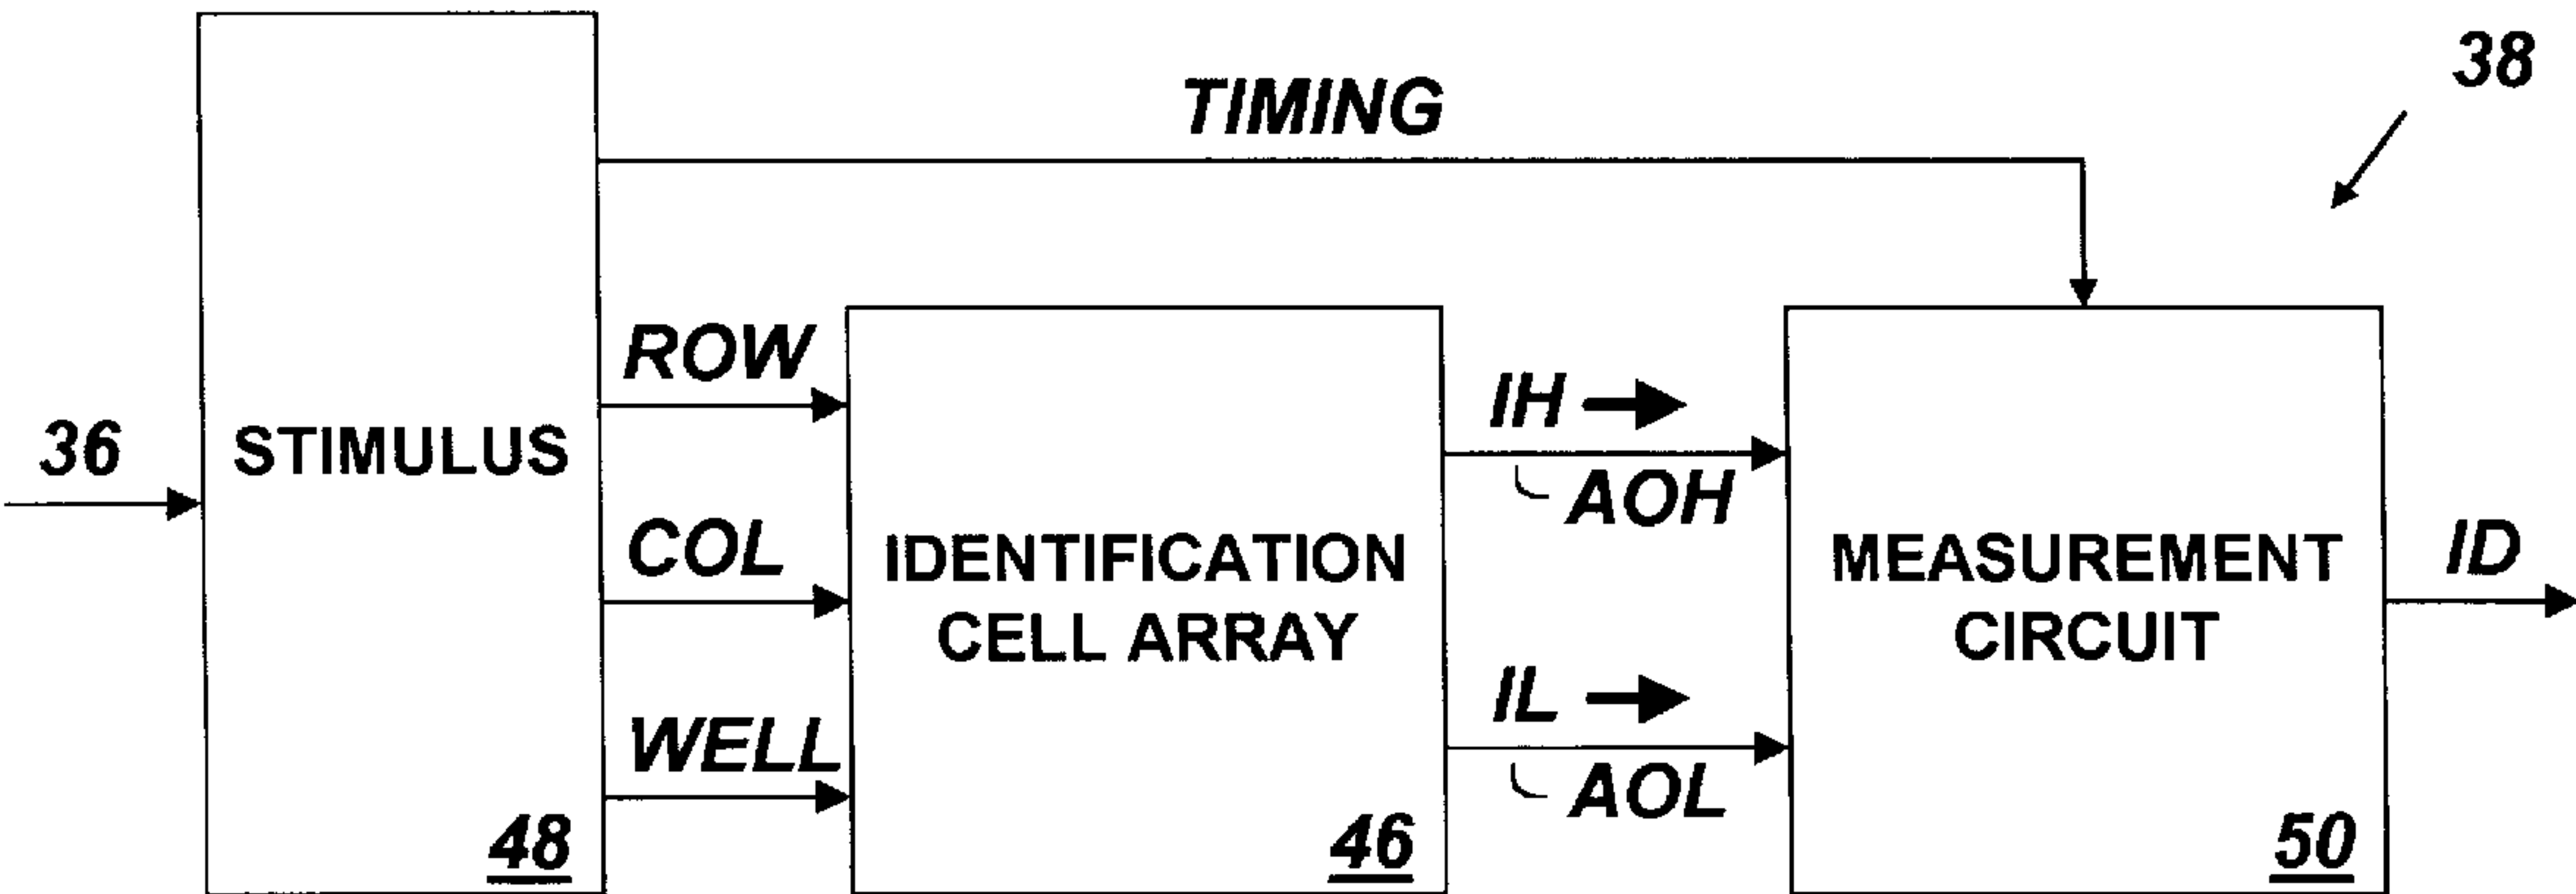 38
TIMING
ROW
IH
36
STIMULUS
AOH
COL
IDENTIFICATION
CELL ARRAY
MEASUREMENT
CIRCUIT
ID
IL
WELL
AOL
48
46
50